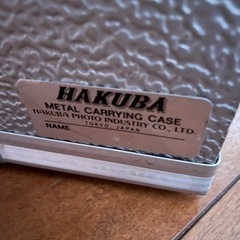 HAKUBA
METAL CARRYING CASE
HAKUBA PHOTO INDUSTRY CO., LTD.
TOKYO, JAPAN
NAME